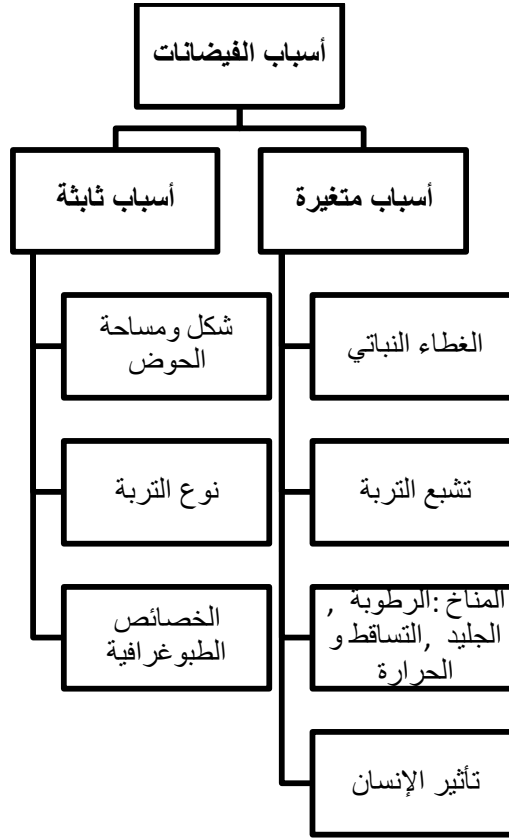 أسباب الفيضانات
أسباب متغيرة
الغطاء النباتي
تشبع التربة
المناخ :الرطوبة ,
الجليد ,التساقط و
الحرارة
تأثير الإنسان
أسباب ثابثة
شكل ومساحة
الحوض
نوع التربة
الخصائص
الطبوغرافية